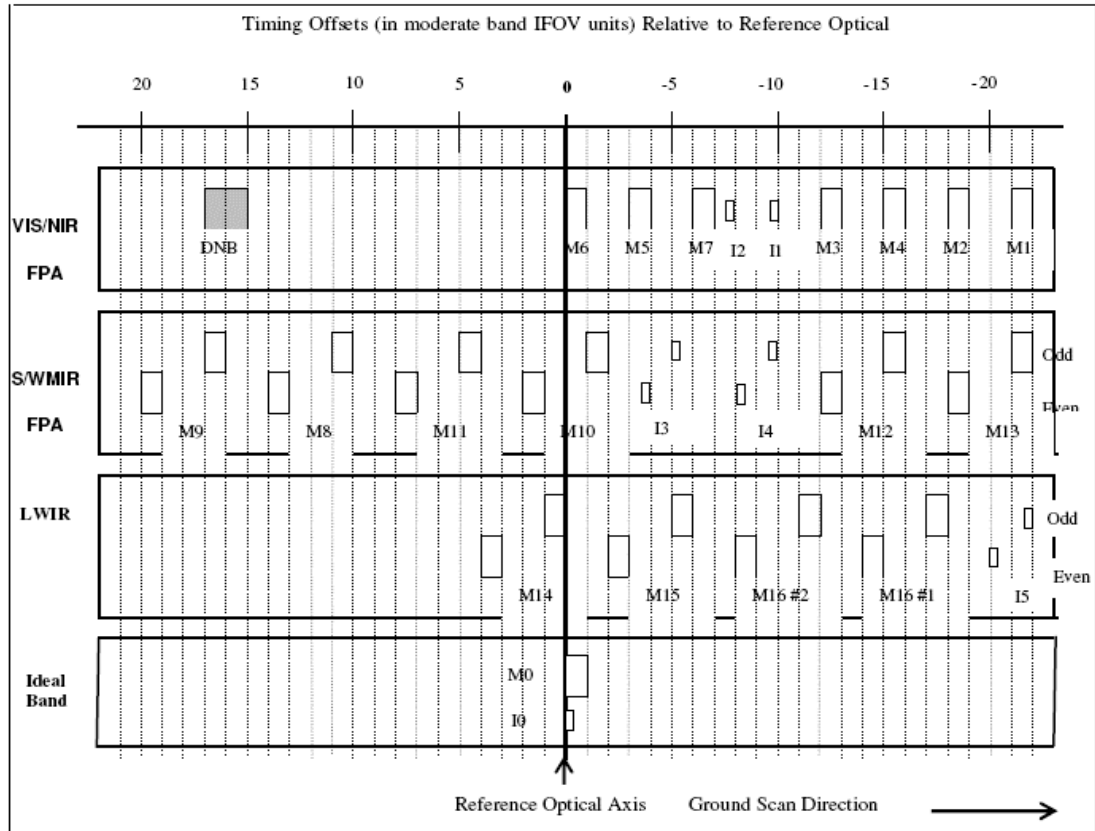 Timing Offsets (in moderate band IFOV units) Relative to Reference Optical
20 15 10 5 0 -5 -10 -15 -20
VIS/NIR
FPA
DNB M6 M5 M7 I2 I1 M3 M4 M2 M1
S/WMIR
FPA
Odd
Even
M9 M8 M11 M10 I3 I4 M12 M13
LWIR
Odd
Even
M14 M15 M16 #2 M16 #1 I5
Ideal
Band
M0
I0
Reference Optical Axis Ground Scan Direction